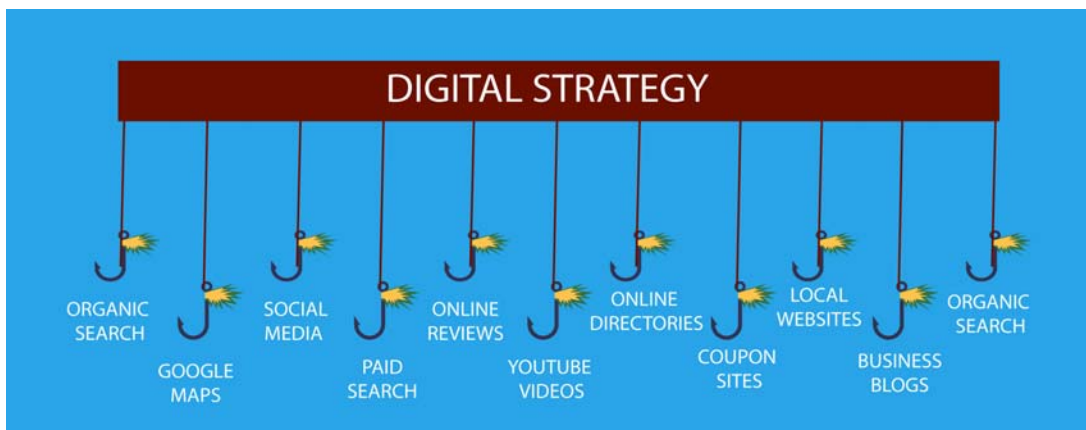 DIGITAL STRATEGY
ORGANIC
SEARCH
GOOGLE
MAPS
SOCIAL
MEDIA
PAID
SEARCH
ONLINE
REVIEWS
YOUTUBE
VIDEOS
ONLINE
DIRECTORIES
COUPON
SITES
LOCAL
WEBSITES
BUSINESS
BLOGS
ORGANIC
SEARCH